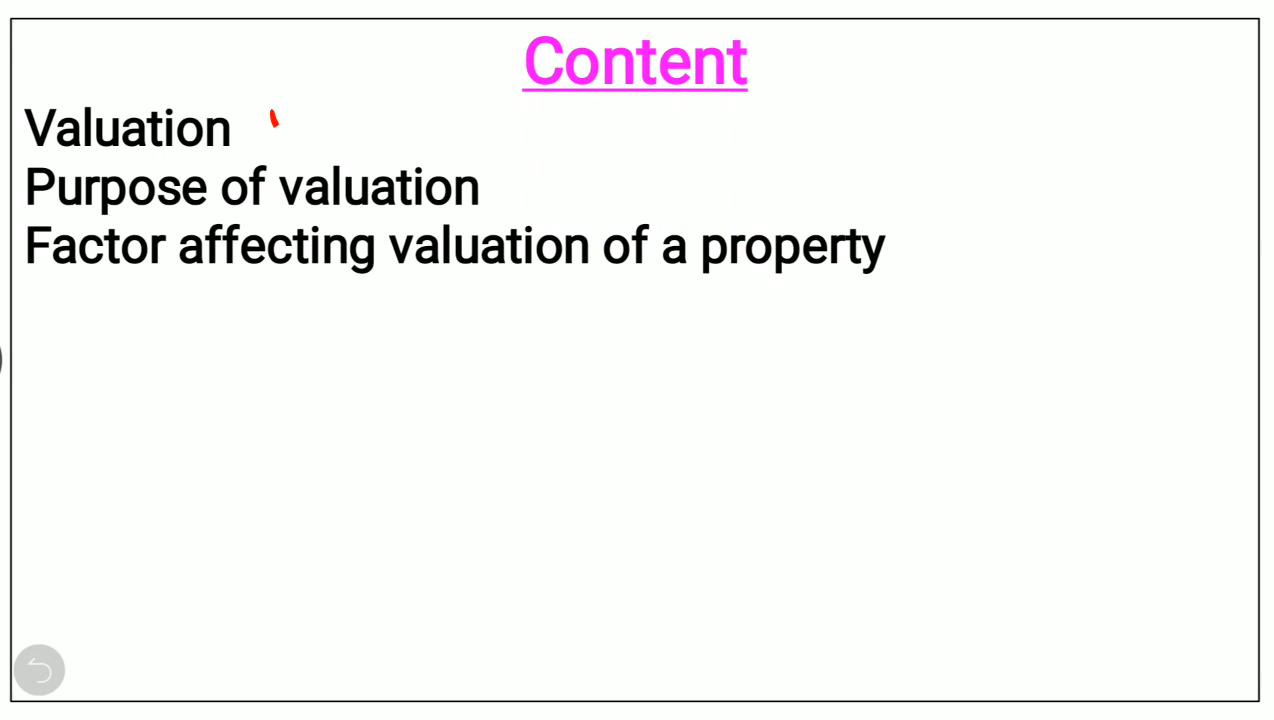 Content
Valuation
Purpose of valuation
Factor affecting valuation of a property